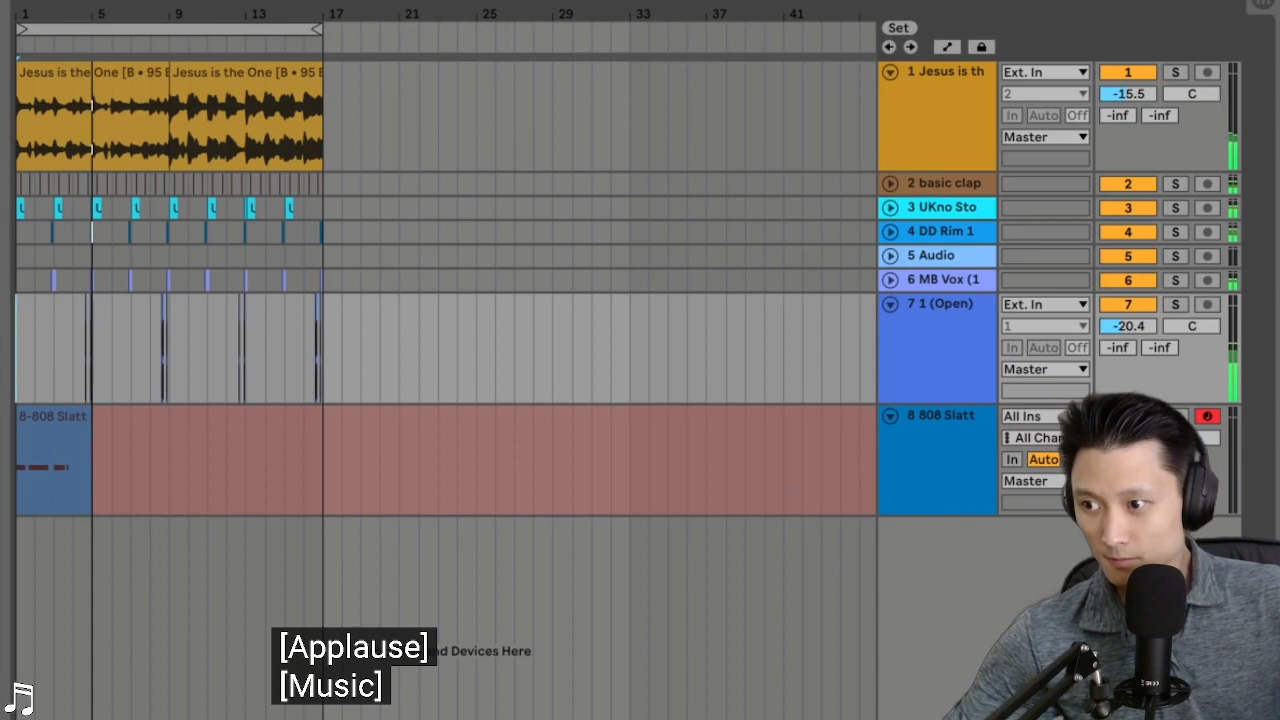 1 5 9 13 17 21 25 29 33 37 41
Set
Jesus is the One [B • 95 B Jesus is the One [B • 95 B
1 Jesus is th Ext. In 1 S
2 -15.5 C
In Auto Off -inf -inf
Master
2 basic clap 2 S
3 UKno Sto 3 S
4 DD Rim 1 4 S
5 Audio 5 S
6 MB Vox (1 6 S
7 1 (Open) Ext. In 7 S
1 -20.4 C
In Auto Off -inf -inf
Master
8-808 Slatt 8 808 Slatt All Ins
All Chan
In Auto
Master
[Applause] nd Devices Here
[Music]